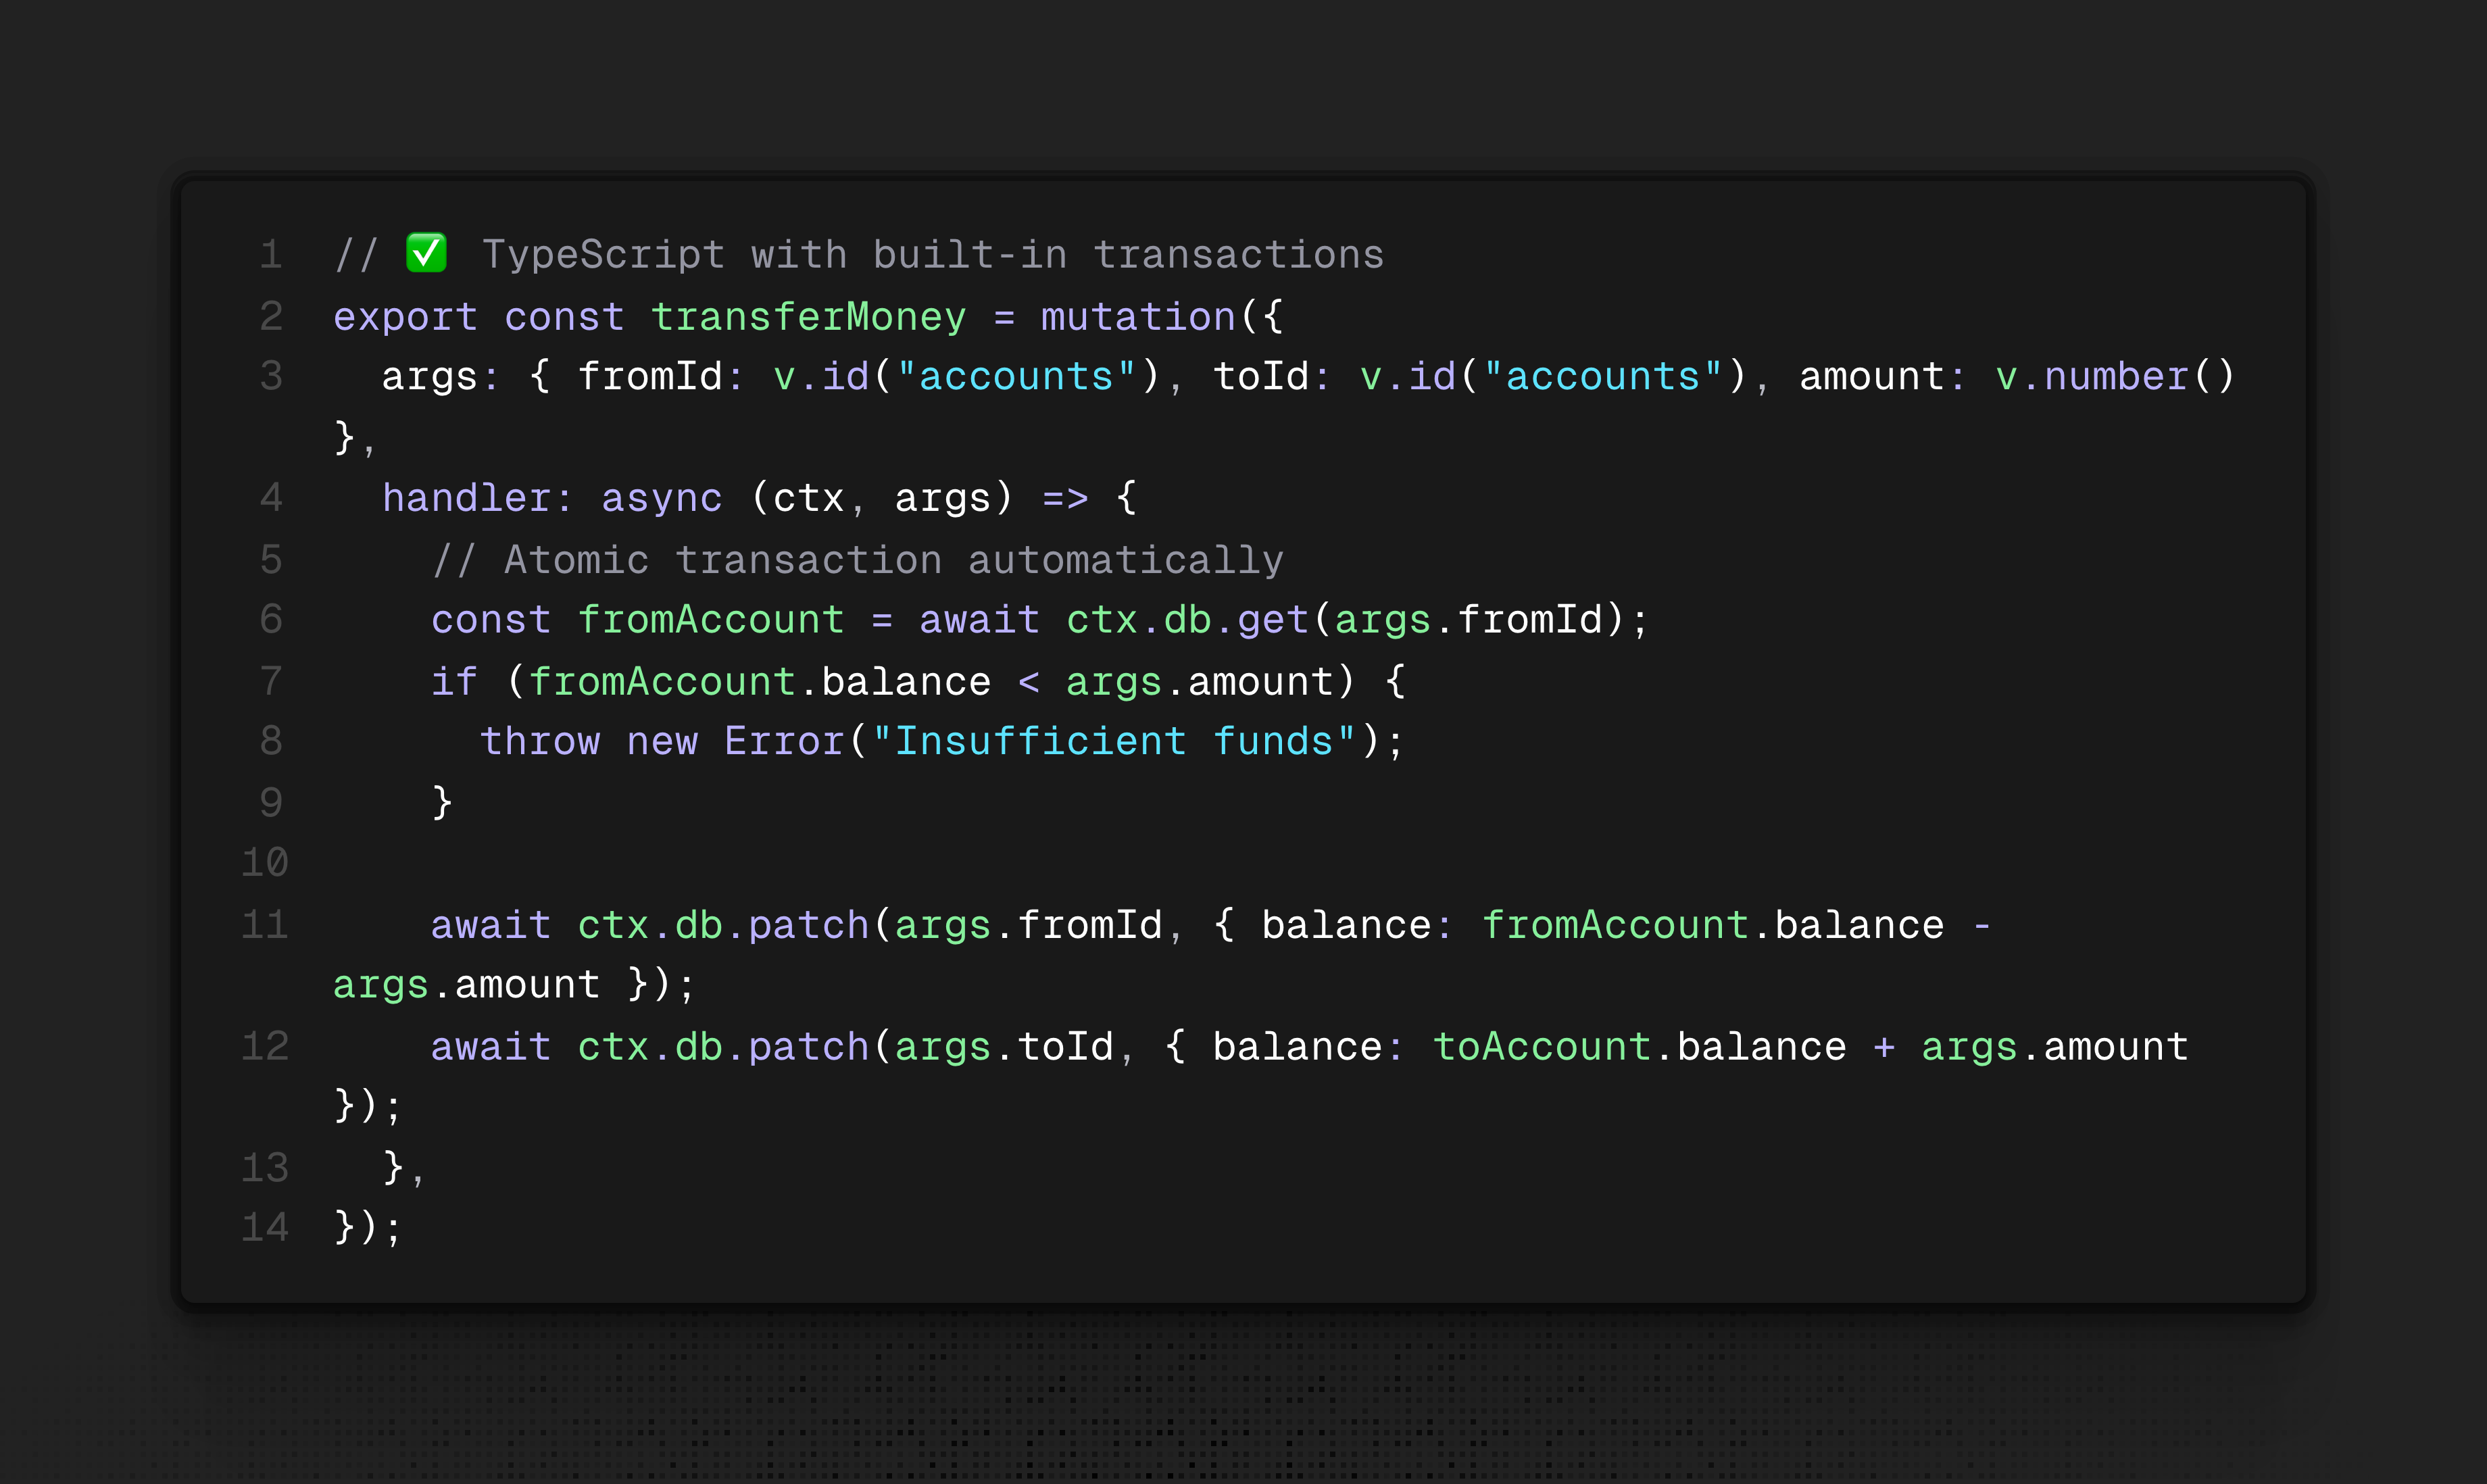 1 // ✅ TypeScript with built-in transactions
2 export const transferMoney = mutation({
3   args: { fromId: v.id("accounts"), toId: v.id("accounts"), amount: v.number()
},
4   handler: async (ctx, args) => {
5     // Atomic transaction automatically
6     const fromAccount = await ctx.db.get(args.fromId);
7     if (fromAccount.balance < args.amount) {
8       throw new Error("Insufficient funds");
9     }
10
11     await ctx.db.patch(args.fromId, { balance: fromAccount.balance -
args.amount });
12     await ctx.db.patch(args.toId, { balance: toAccount.balance + args.amount
});
13   },
14 });